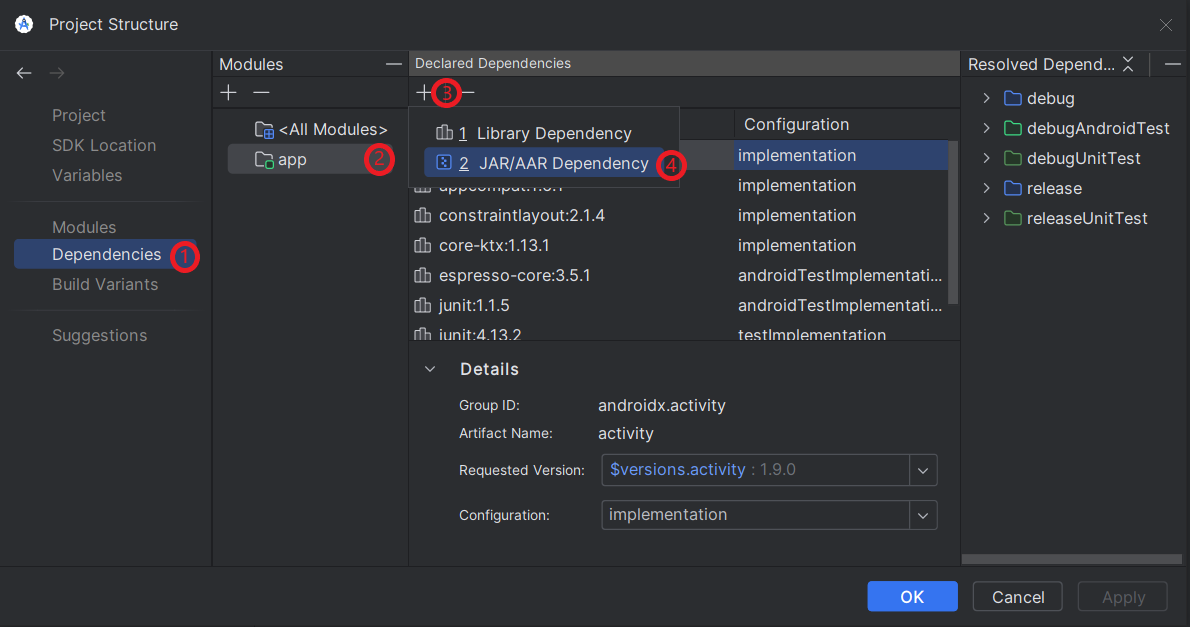 Project Structure
Project
SDK Location
Variables
Modules
Dependencies 1
Build Variants
Suggestions
Modules
<All Modules>
app 2
Declared Dependencies
3
1 Library Dependency
2 JAR/AAR Dependency 4
Configuration
implementation
appcompat:1.6.1 implementation
constraintlayout:2.1.4 implementation
core-ktx:1.13.1 implementation
espresso-core:3.5.1 androidTestImplementati...
junit:1.1.5 androidTestImplementati...
junit:4.13.2 testImplementation
Details
Group ID: androidx.activity
Artifact Name: activity
Requested Version: $versions.activity : 1.9.0
Configuration: implementation
Resolved Depend...
debug
debugAndroidTest
debugUnitTest
release
releaseUnitTest
OK Cancel Apply